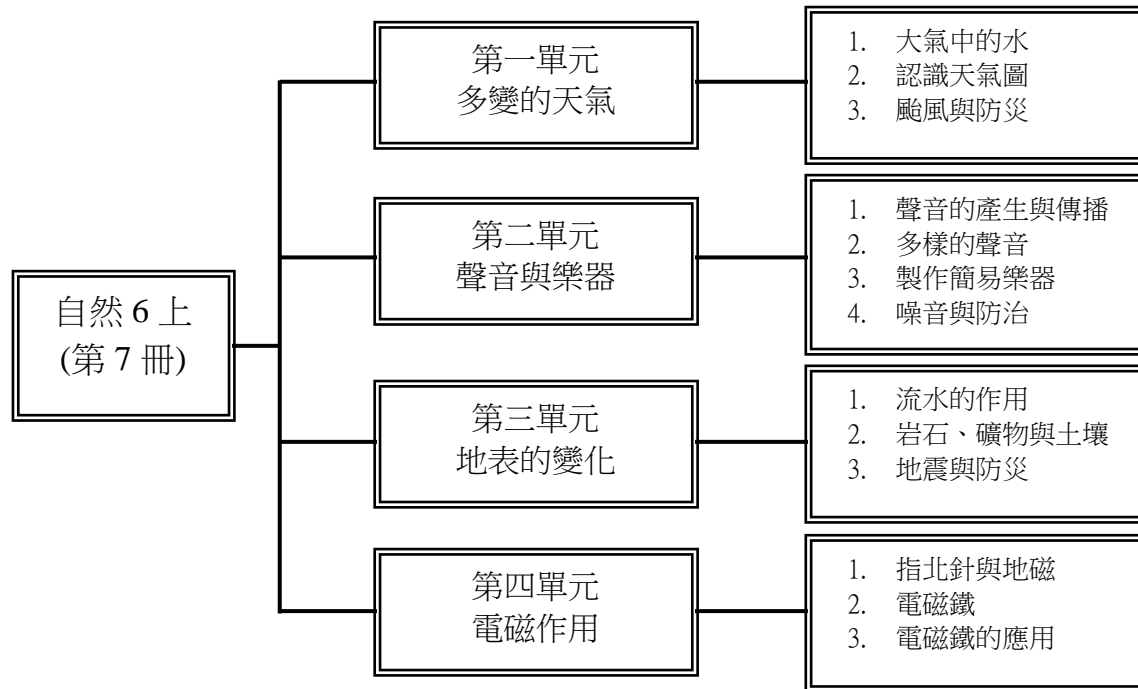 自然 6 上
(第 7 冊)
第一單元
多變的天氣
1. 大氣中的水
2. 認識天氣圖
3. 颱風與防災
第二單元
聲音與樂器
1. 聲音的產生與傳播
2. 多樣的聲音
3. 製作簡易樂器
4. 噪音與防治
第三單元
地表的變化
1. 流水的作用
2. 岩石、礦物與土壤
3. 地震與防災
第四單元
電磁作用
1. 指北針與地磁
2. 電磁鐵
3. 電磁鐵的應用